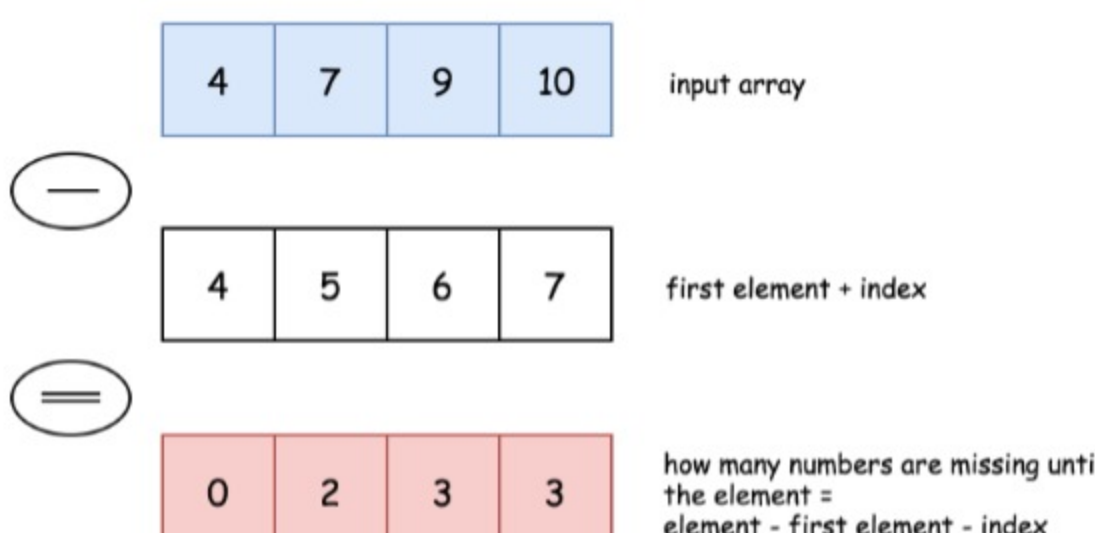 4 7 9 10 input array
—
4 5 6 7 first element + index
=
0 2 3 3
how many numbers are missing unti
the element =
element - first element - index